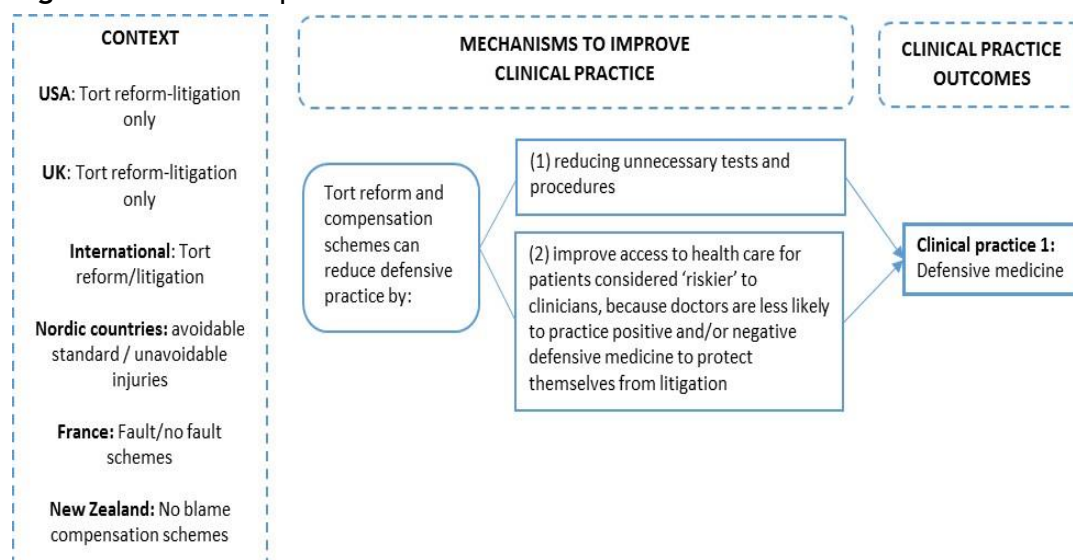 CONTEXT
USA: Tort reform-litigation
only
UK: Tort reform-litigation
only
International: Tort
reform/litigation
Nordic countries: avoidable
standard / unavoidable
injuries
France: Fault/no fault
schemes
New Zealand: No blame
compensation schemes
MECHANISMS TO IMPROVE
CLINICAL PRACTICE
Tort reform and
compensation
schemes can
reduce defensive
practice by:
(1) reducing unnecessary tests and
procedures
(2) improve access to health care for
patients considered ‘riskier’ to
clinicians, because doctors are less likely
to practice positive and/or negative
defensive medicine to protect
themselves from litigation
CLINICAL PRACTICE
OUTCOMES
Clinical practice 1:
Defensive medicine